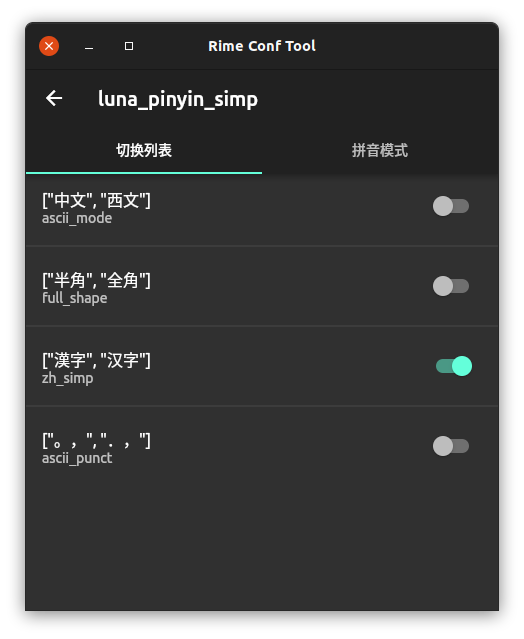 Rime Conf Tool
luna_pinyin_simp
切换列表 拼音模式
["中文", "西文"]
ascii_mode
["半角", "全角"]
full_shape
["漢字", "汉字"]
zh_simp
["。，", "．，"]
ascii_punct